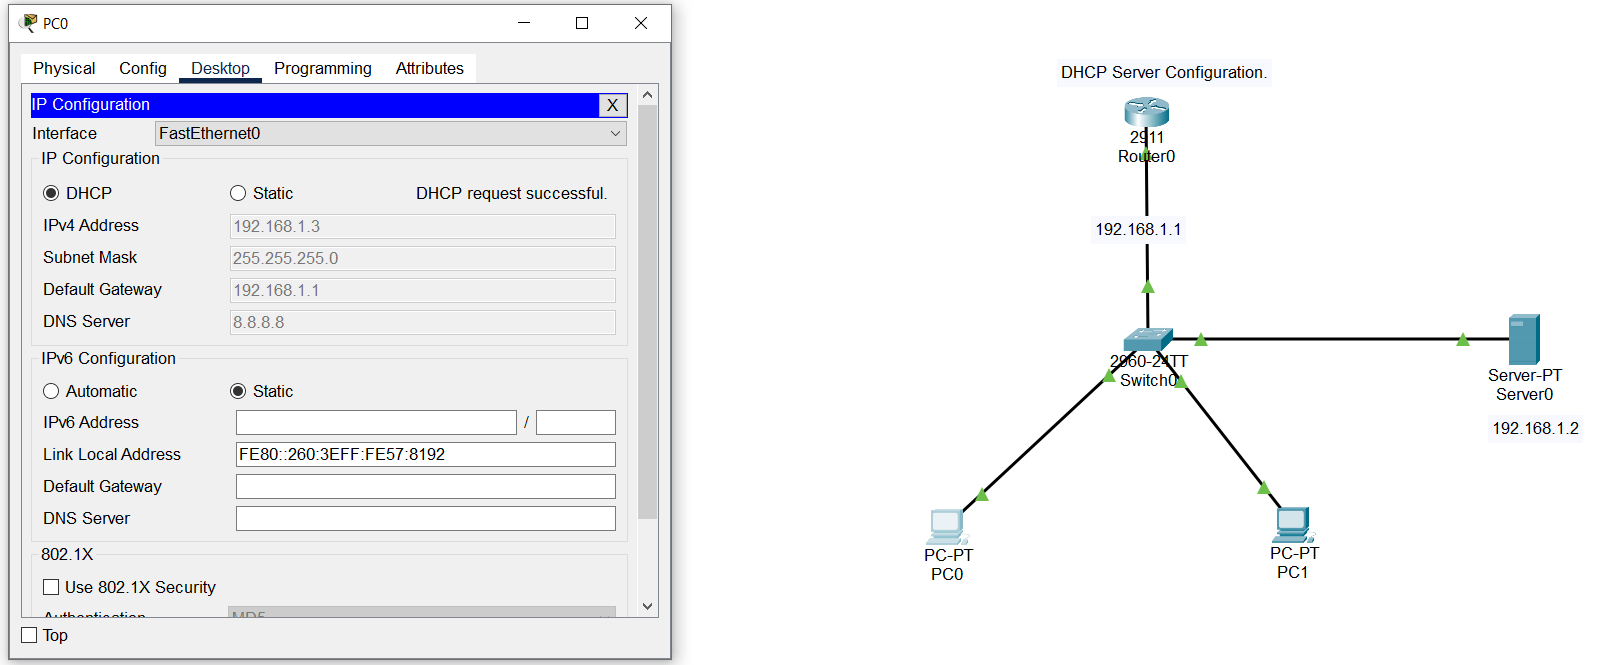 PC0
Physical Config Desktop Programming Attributes
IP Configuration X
Interface FastEthernet0
IP Configuration
DHCP Static DHCP request successful.
IPv4 Address 192.168.1.3
Subnet Mask 255.255.255.0
Default Gateway 192.168.1.1
DNS Server 8.8.8.8
IPv6 Configuration
Automatic Static
IPv6 Address /
Link Local Address FE80::260:3EFF:FE57:8192
Default Gateway
DNS Server
802.1X
Use 802.1X Security
Authentication MD5
Top
DHCP Server Configuration.
2911
Router0
192.168.1.1
2960-24TT
Switch0
Server-PT
Server0
192.168.1.2
PC-PT
PC0
PC-PT
PC1